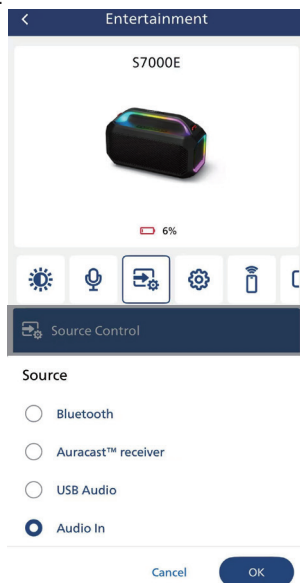 Entertainment
S7000E
6%
Source Control
Source
Bluetooth
Auracast™ receiver
USB Audio
Audio In
Cancel
OK